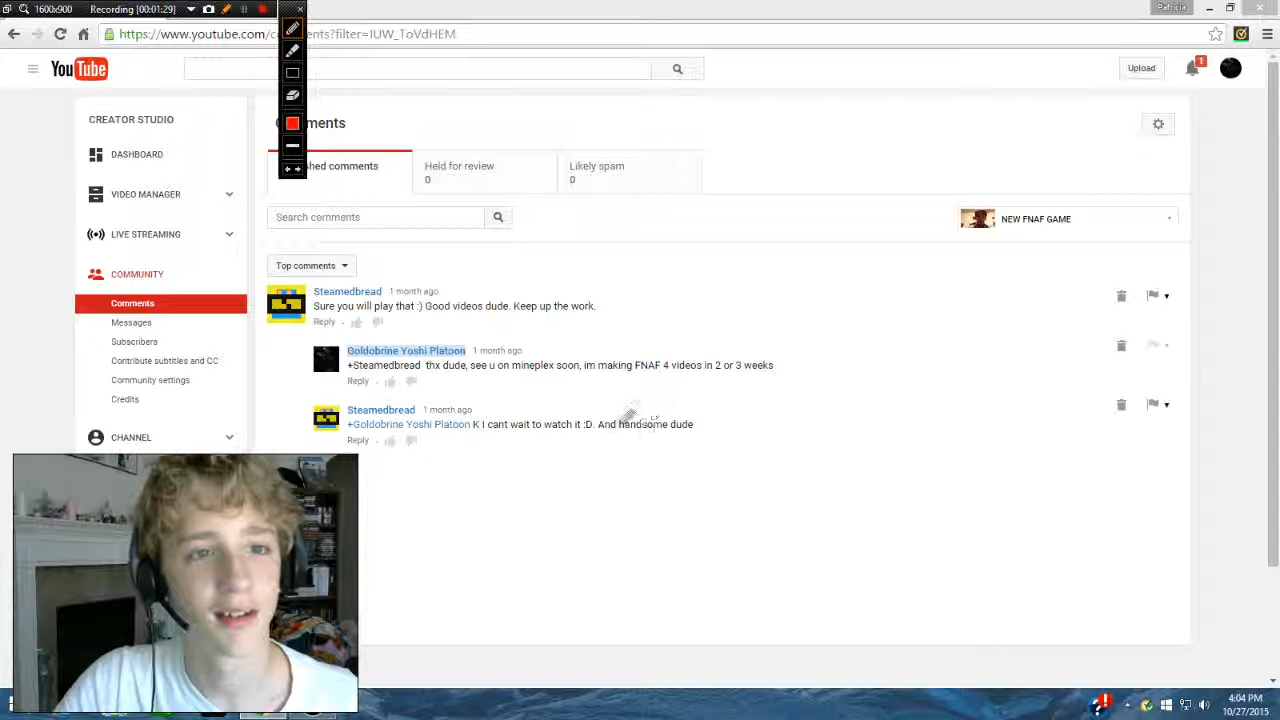 1600x900 Recording [00:01:29]
https://www.youtube.com/ ents?filter=IUW_ToVdHEM
YouTube
Upload
1
CREATOR STUDIO
DASHBOARD
VIDEO MANAGER
LIVE STREAMING
COMMUNITY
Comments
Messages
Subscribers
Contribute subtitles and CC
Community settings
Credits
CHANNEL
mments
shed comments
Held for review
0
Likely spam
0
Search comments
NEW FNAF GAME
Top comments
Steamedbread 1 month ago
Sure you will play that :) Good videos dude. Keep up the work.
Reply
Goldobrine Yoshi Platoon 1 month ago
+Steamedbread thx dude, see u on mineplex soon, im making FNAF 4 videos in 2 or 3 weeks
Reply
Steamedbread 1 month ago
+Goldobrine Yoshi Platoon K I cant wait to watch it :D And handsome dude
Reply
4:04 PM
10/27/2015